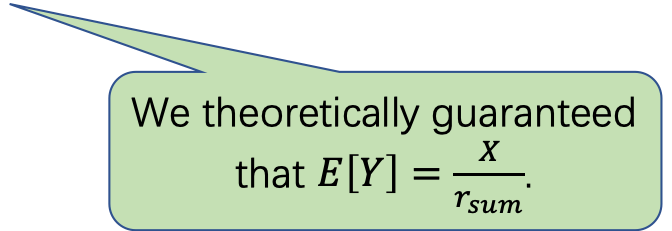 We theoretically guaranteed
that E[Y] = X / r_sum.